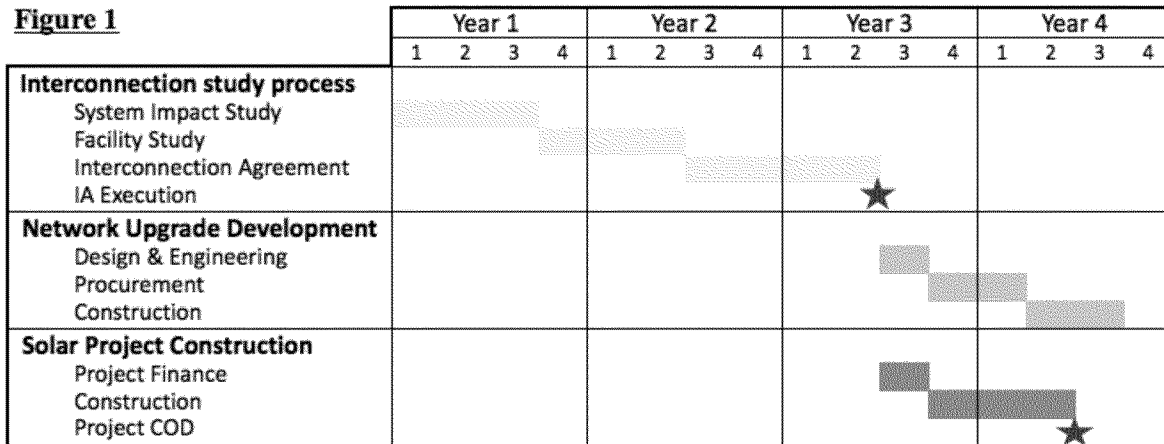 Figure 1
Year 1 Year 2 Year 3 Year 4
1 2 3 4 1 2 3 4 1 2 3 4 1 2 3 4
Interconnection study process
System Impact Study
Facility Study
Interconnection Agreement
IA Execution
Network Upgrade Development
Design & Engineering
Procurement
Construction
Solar Project Construction
Project Finance
Construction
Project COD